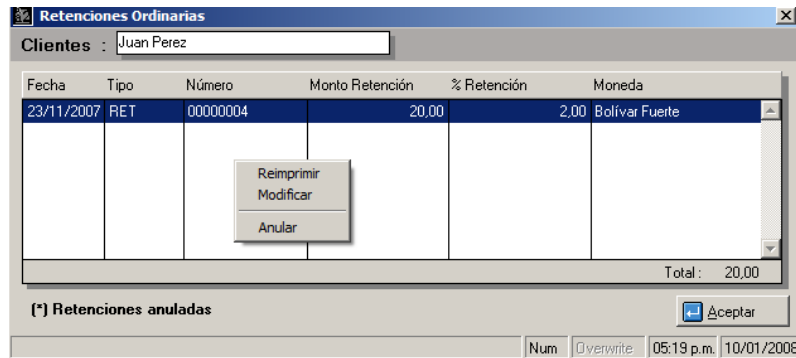 Retenciones Ordinarias
Clientes : Juan Perez
Fecha Tipo Número Monto Retención % Retención Moneda
23/11/2007 RET 00000004 20,00 2,00 Bolívar Fuerte
Reimprimir
Modificar
Anular
Total : 20,00
(*) Retenciones anuladas
Aceptar
Num Overwrite 05:19 p.m. 10/01/2008